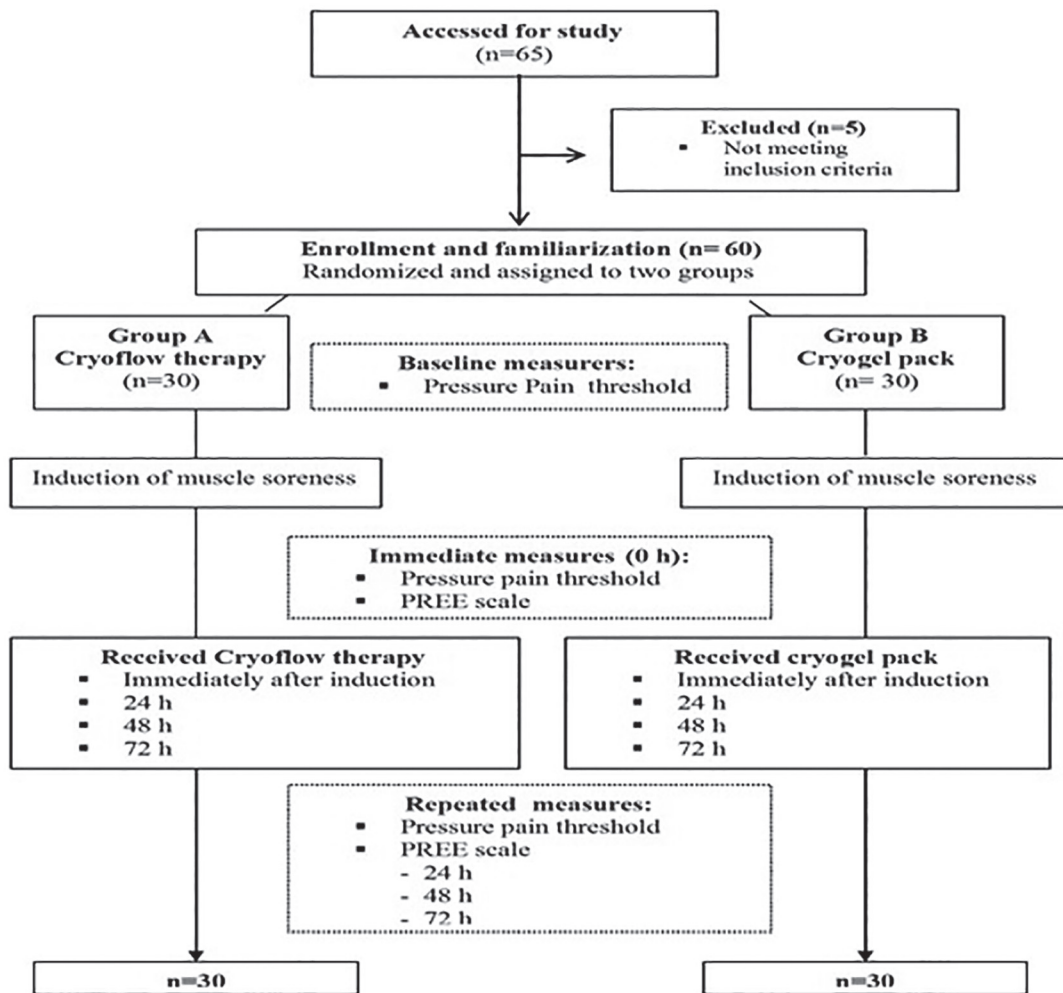 Accessed for study
(n=65)
Excluded (n=5)
▪ Not meeting
inclusion criteria
Enrollment and familiarization (n= 60)
Randomized and assigned to two groups
Group A
Cryoflow therapy
(n=30)
Baseline measurers:
▪ Pressure Pain threshold
Group B
Cryogel pack
(n= 30)
Induction of muscle soreness
Induction of muscle soreness
Immediate measures (0 h):
▪ Pressure pain threshold
▪ PREE scale
Received Cryoflow therapy
▪ Immediately after induction
▪ 24 h
▪ 48 h
▪ 72 h
Received cryogel pack
▪ Immediately after induction
▪ 24 h
▪ 48 h
▪ 72 h
Repeated measures:
▪ Pressure pain threshold
▪ PREE scale
- 24 h
- 48 h
- 72 h
n=30
n=30